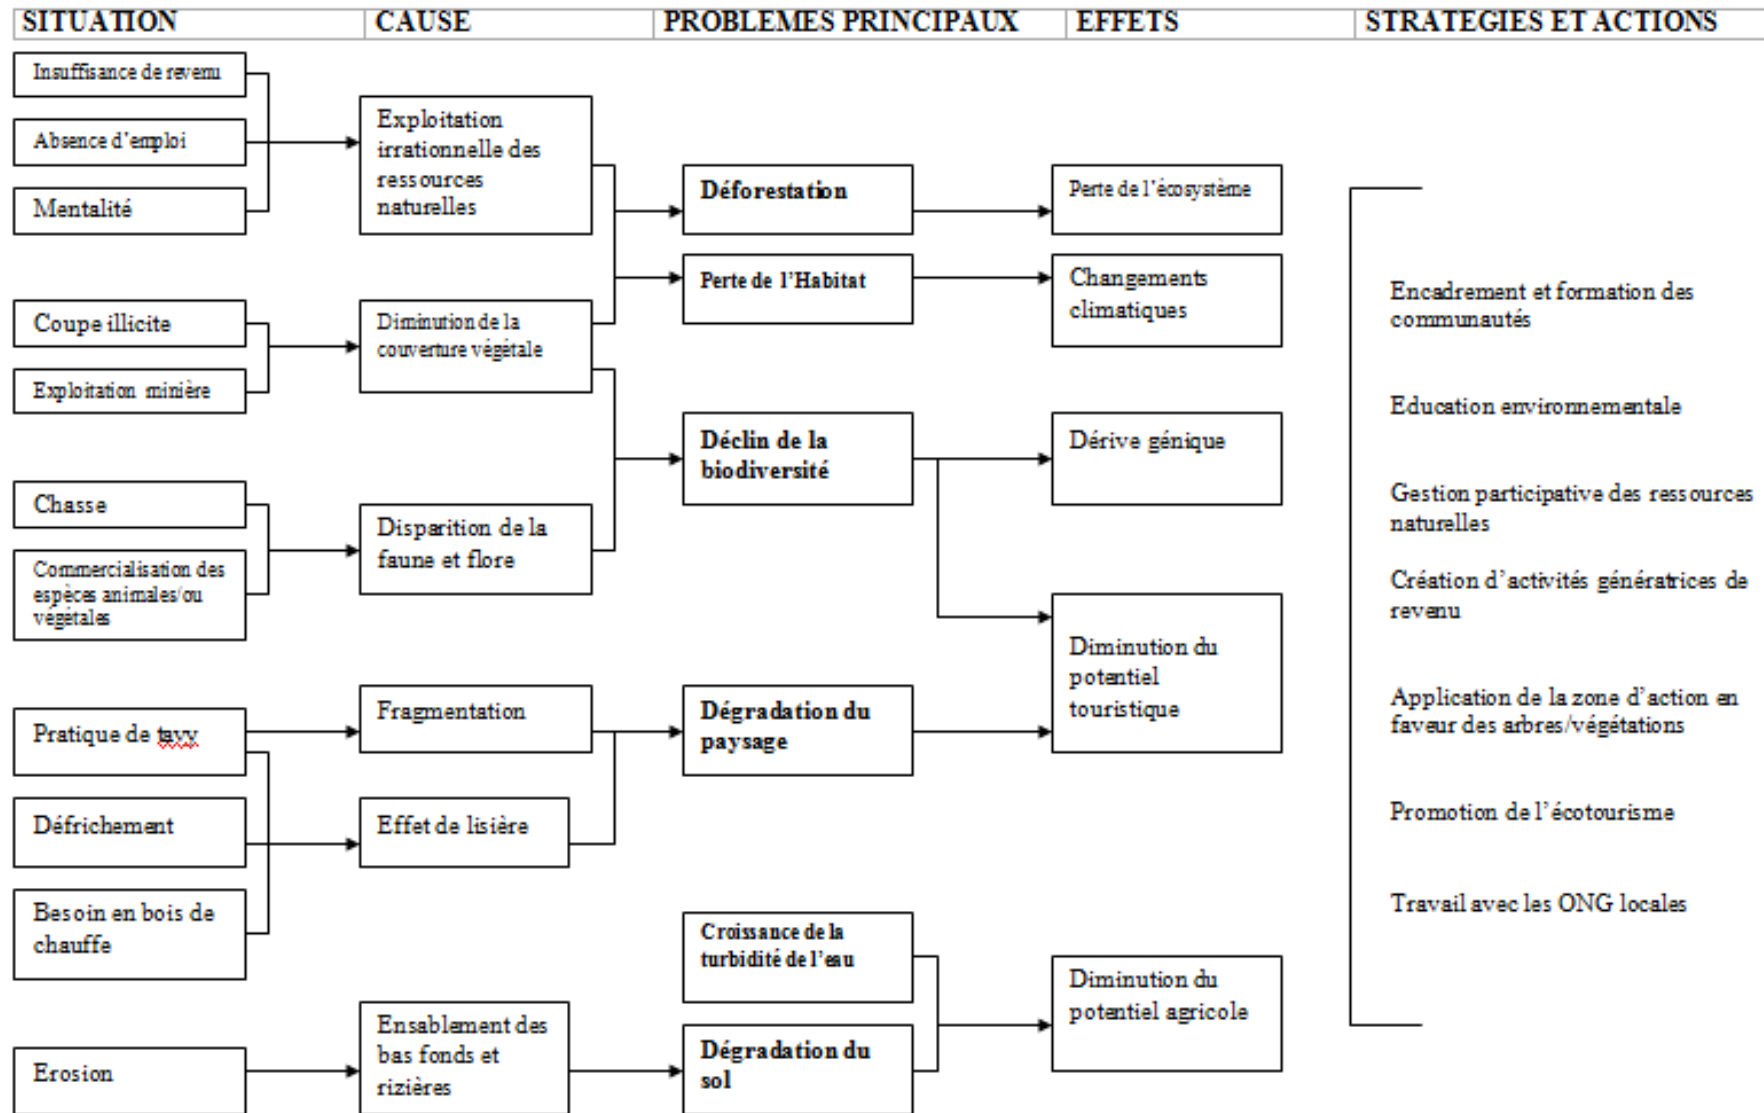 SITUATION
CAUSE
PROBLEMES PRINCIPAUX
EFFETS
STRATEGIES ET ACTIONS
Insuffisance de revenu
Absence d'emploi
Mentalité
Coupe illicite
Exploitation minière
Chasse
Commercialisation des
espèces animales/ou
végétales
Pratique de tavy
Défrichement
Besoin en bois de
chauffe
Erosion
Exploitation
irrationnelle des
ressources
naturelles
Diminution de la
couverture végétale
Disparition de la
faune et flore
Fragmentation
Effet de lisière
Ensablement des
bas fonds et
rizières
Déforestation
Perte de l'Habitat
Déclin de la
biodiversité
Dégradation du
paysage
Croissance de la
turbidité de l'eau
Dégradation du
sol
Perte de l'écosystème
Changements
climatiques
Dérive génique
Diminution du
potentiel
touristique
Diminution du
potentiel agricole
Encadrement et formation des
communautés
Education environnementale
Gestion participative des ressources
naturelles
Création d'activités génératrices de
revenu
Application de la zone d'action en
faveur des arbres/végétations
Promotion de l'écotourisme
Travail avec les ONG locales